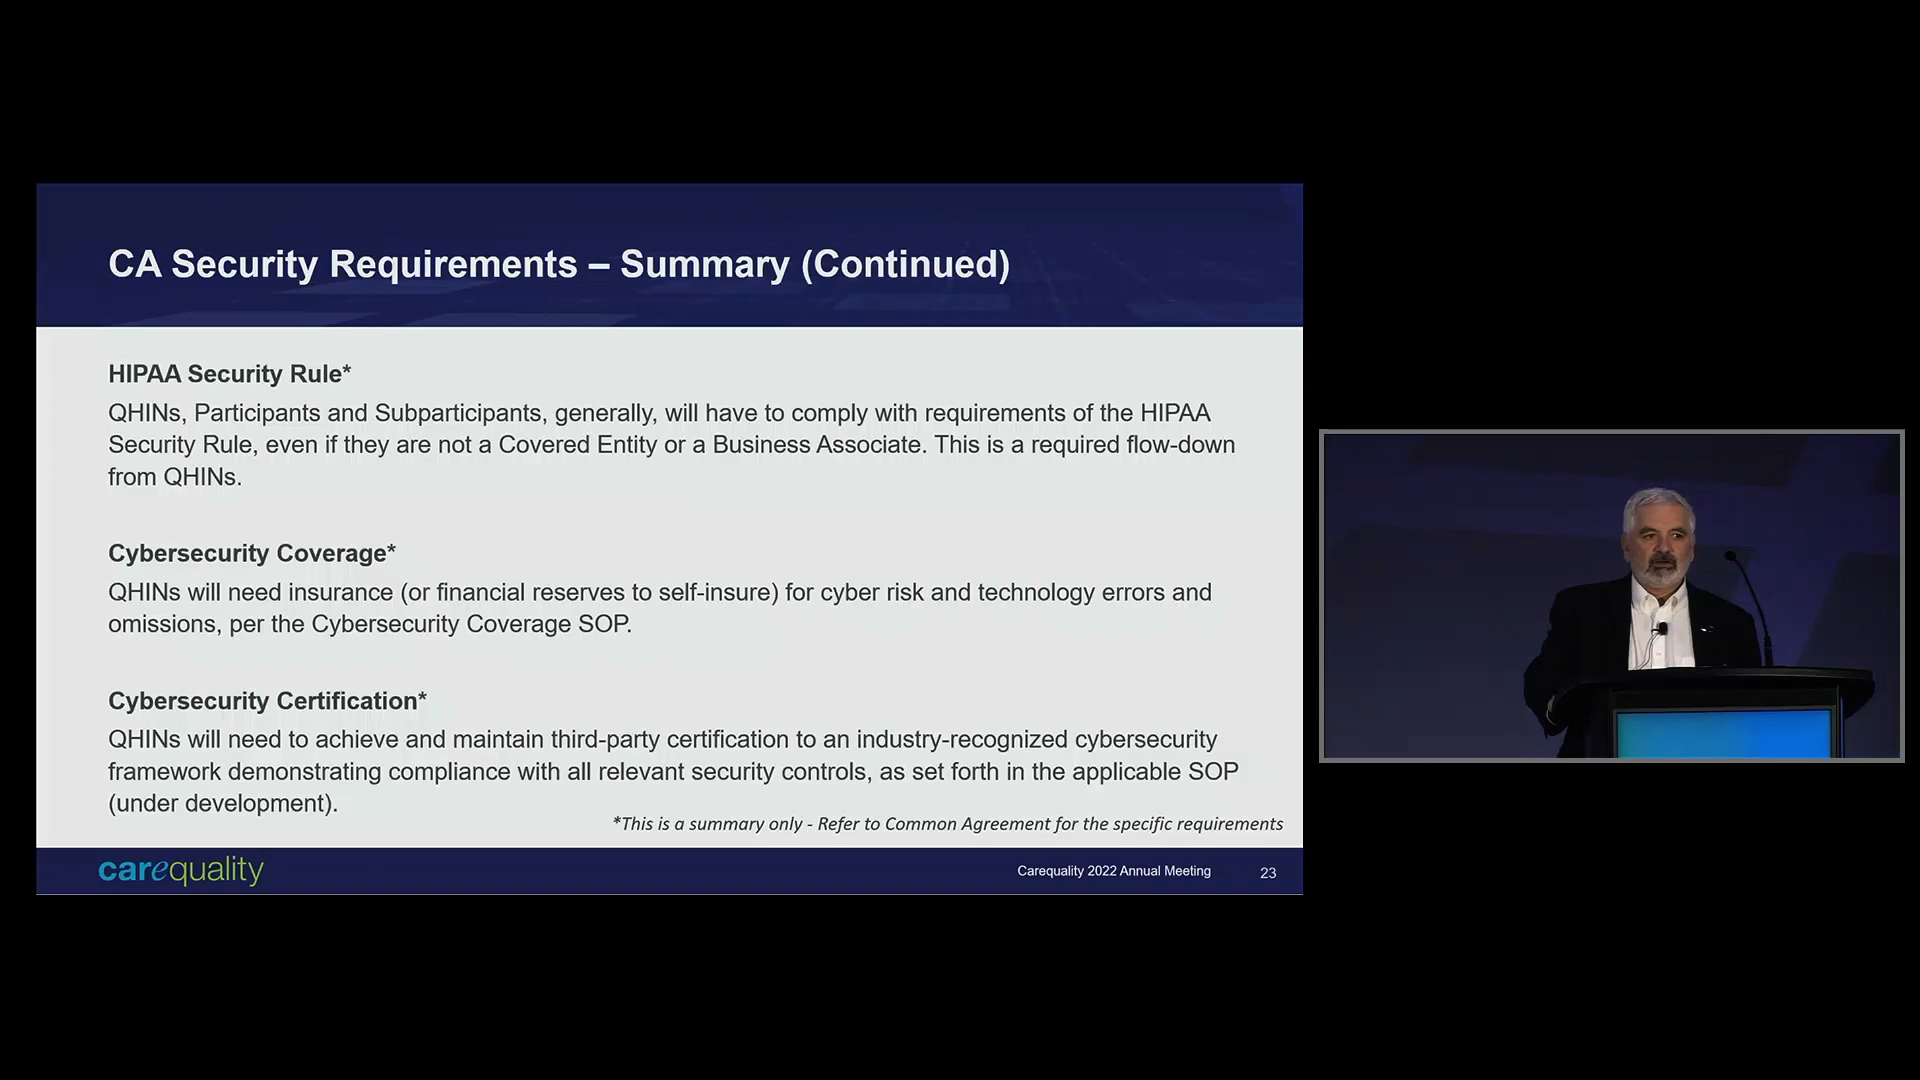 CA Security Requirements – Summary (Continued)
HIPAA Security Rule*
QHINs, Participants and Subparticipants, generally, will have to comply with requirements of the HIPAA
Security Rule, even if they are not a Covered Entity or a Business Associate. This is a required flow-down
from QHINs.
Cybersecurity Coverage*
QHINs will need insurance (or financial reserves to self-insure) for cyber risk and technology errors and
omissions, per the Cybersecurity Coverage SOP.
Cybersecurity Certification*
QHINs will need to achieve and maintain third-party certification to an industry-recognized cybersecurity
framework demonstrating compliance with all relevant security controls, as set forth in the applicable SOP
(under development).
*This is a summary only - Refer to Common Agreement for the specific requirements
carequality
Carequality 2022 Annual Meeting
23